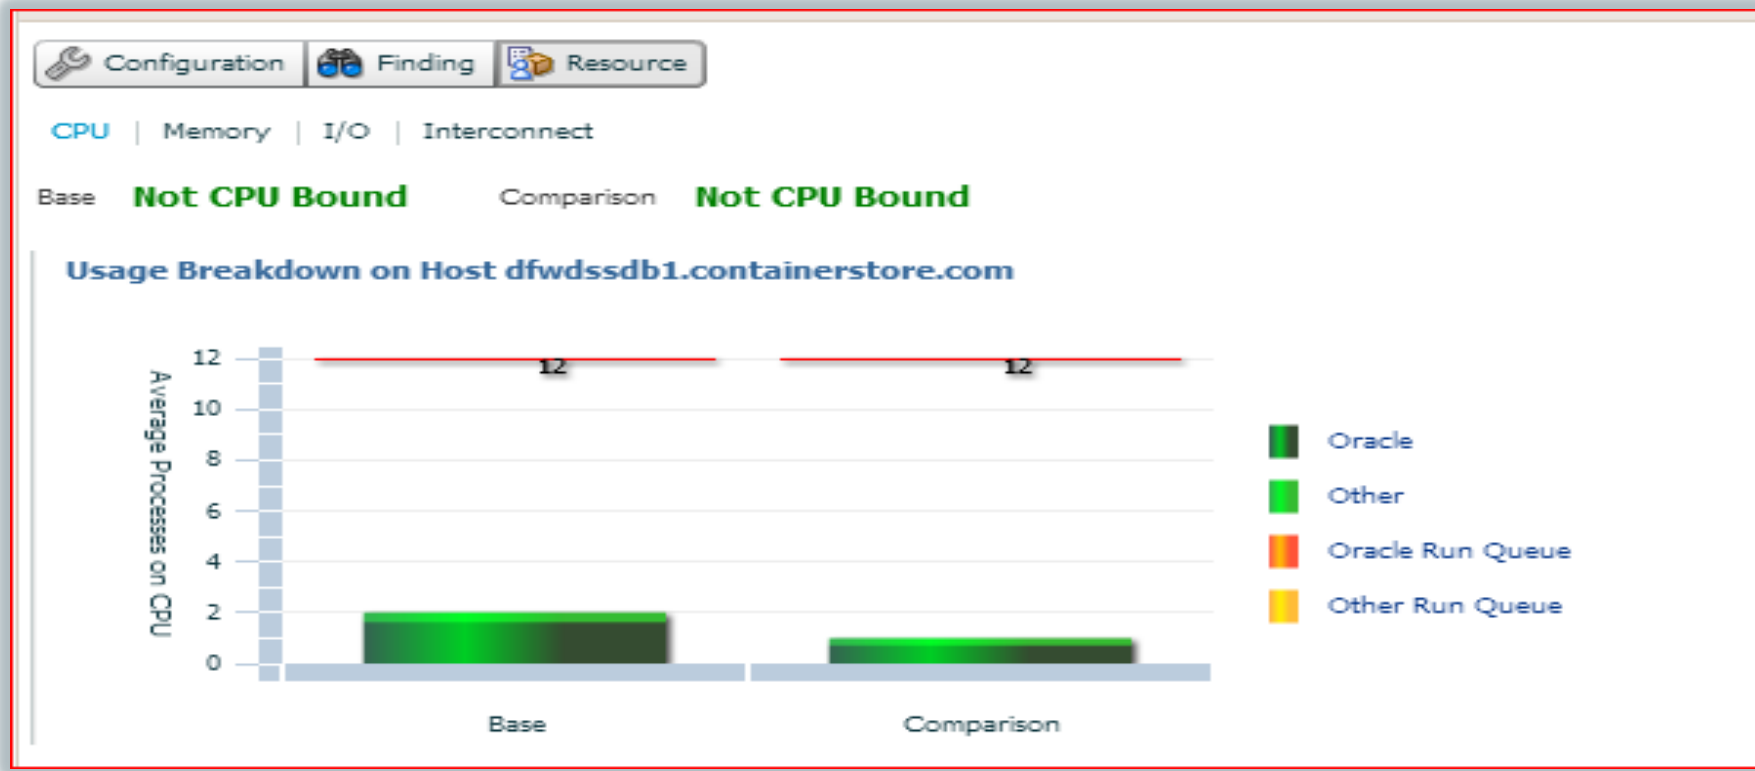 Configuration Finding Resource
CPU | Memory | I/O | Interconnect
Base Not CPU Bound Comparison Not CPU Bound
Usage Breakdown on Host dfwdssdb1.containerstore.com
Average Processes on CPU
12
10
8
6
4
2
0
12 12
Base Comparison
Oracle
Other
Oracle Run Queue
Other Run Queue